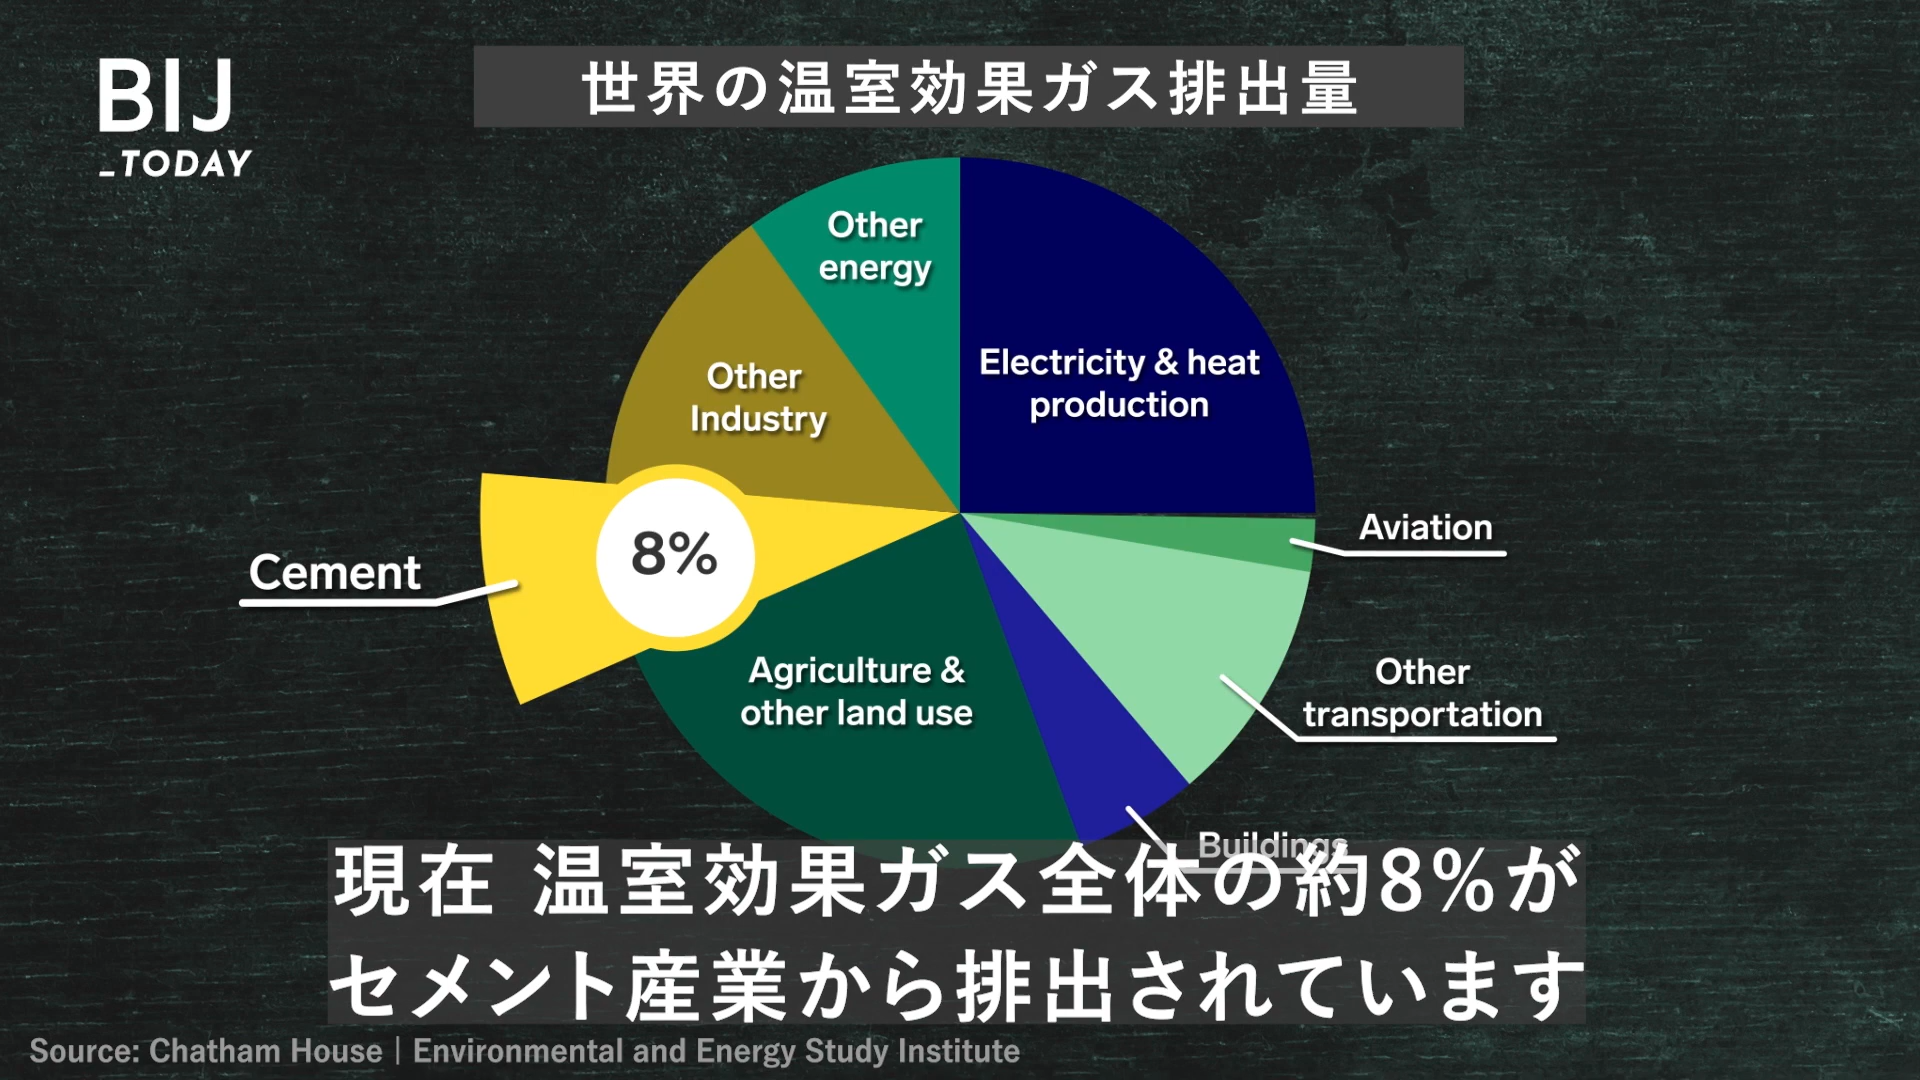 BIJ
_TODAY
世界の温室効果ガス排出量
Other
energy
Electricity & heat
production
Other
Industry
Aviation
8%
Cement
Agriculture &
other land use
Other
transportation
Buildings
現在 温室効果ガス全体の約8%が
セメント産業から排出されています
Source: Chatham House | Environmental and Energy Study Institute